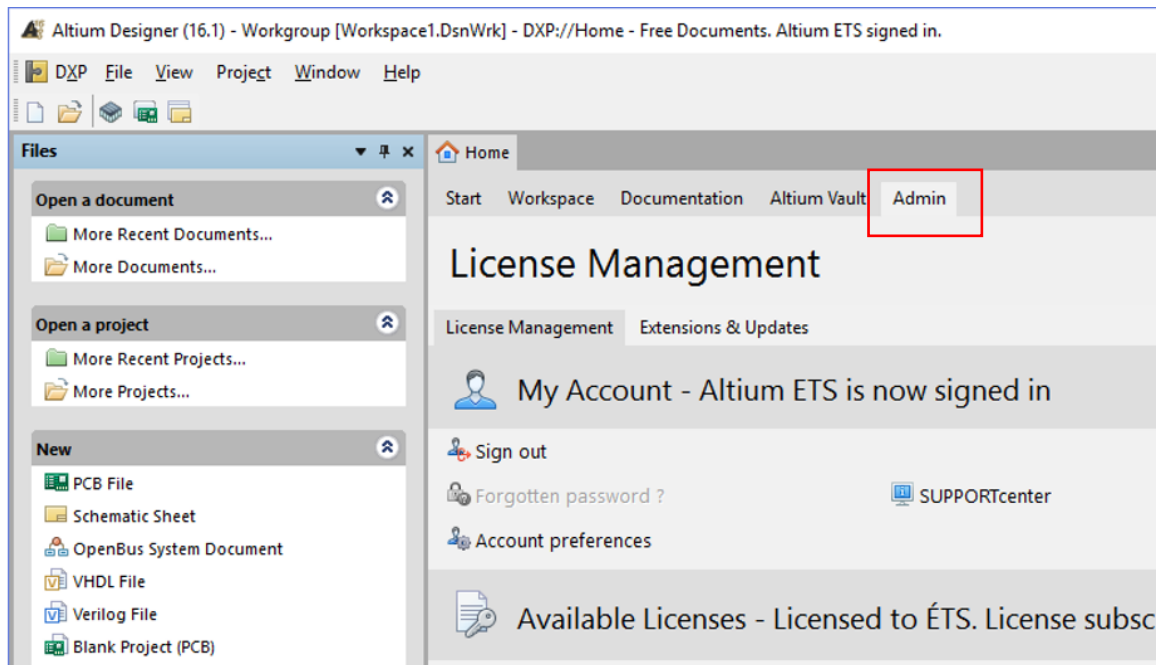 Altium Designer (16.1) - Workgroup [Workspace1.DsnWrk] - DXP://Home - Free Documents. Altium ETS signed in.
DXP File View Project Window Help
Files
Home
Open a document
More Recent Documents...
More Documents...
Open a project
More Recent Projects...
More Projects...
New
PCB File
Schematic Sheet
OpenBus System Document
VHDL File
Verilog File
Blank Project (PCB)
Start Workspace Documentation Altium Vault Admin
License Management
License Management Extensions & Updates
My Account - Altium ETS is now signed in
Sign out
Forgotten password ?
SUPPORTcenter
Account preferences
Available Licenses - Licensed to ÉTS. License subsc